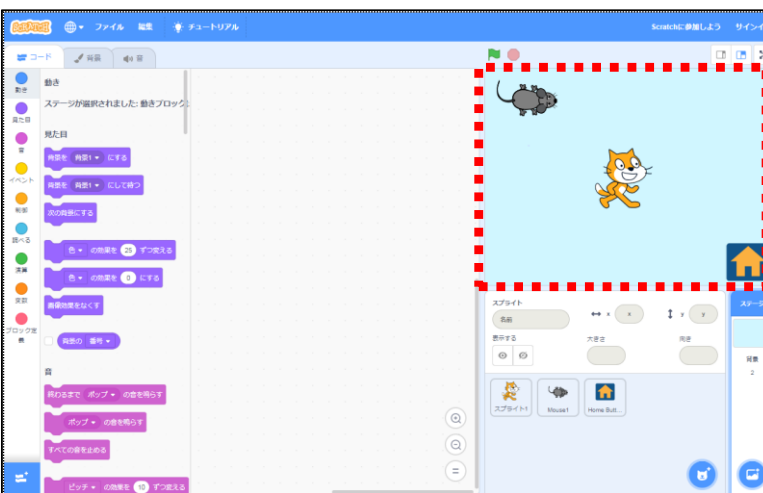 SCRATCH ファイル 編集 チュートリアル Scratchに参加しよう サインイ
コード 背景 音
動き
見た目
音
イベント
制御
調べる
演算
変数
ブロック定
義
動き
ステージが選択されました: 動きブロック
見た目
背景を 背景1 にする
背景を 背景1 にして待つ
次の背景にする
色 の効果を 25 ずつ変える
色 の効果を 0 にする
画像効果をなくす
背景の 番号
音
終わるまで ポップ の音を鳴らす
ポップ の音を鳴らす
すべての音を止める
ピッチ の効果を 10 ずつ変える
スプライト
名前
x x
y y
表示する
大きさ
向き
スプライト1
Mouse1
Home Butt...
ステージ
背景
2